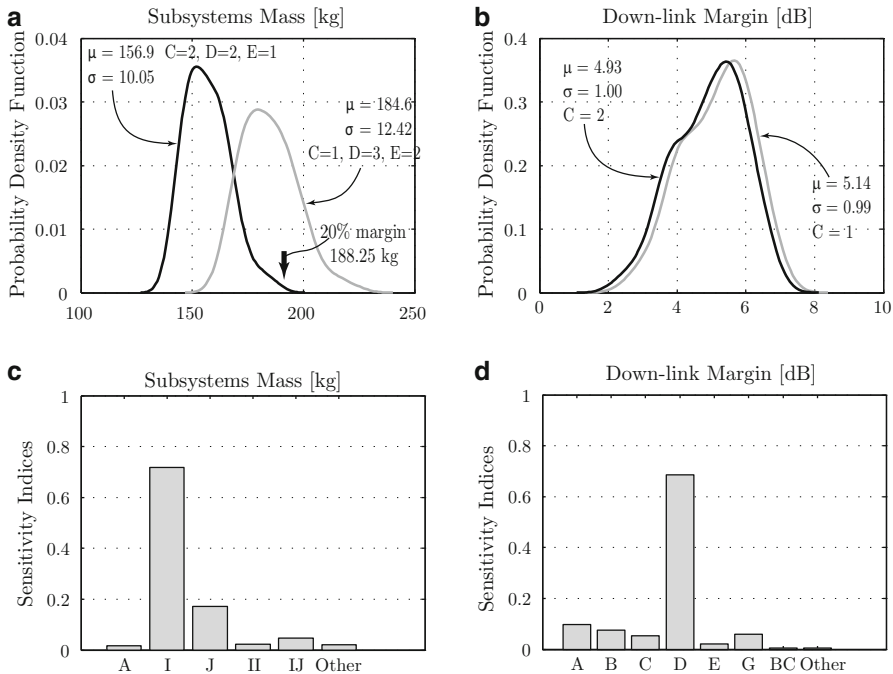 a
Subsystems Mass [kg]
Probability Density Function
0.04
0.03
0.02
0.01
0
μ = 156.9 C=2, D=2, E=1
σ = 10.05
μ = 184.6
σ = 12.42
C=1, D=3, E=2
20% margin
188.25 kg
100 150 200 250
b
Down-link Margin [dB]
Probability Density Function
0.4
0.3
0.2
0.1
0
μ = 4.93
σ = 1.00
C = 2
μ = 5.14
σ = 0.99
C = 1
0 2 4 6 8 10
c
Subsystems Mass [kg]
Sensitivity Indices
1
0.8
0.6
0.4
0.2
0
A I J II IJ Other
d
Down-link Margin [dB]
Sensitivity Indices
1
0.8
0.6
0.4
0.2
0
A B C D E G BC Other